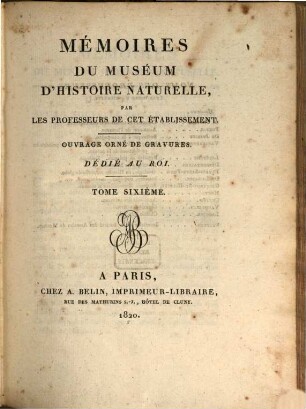 MÉMOIRES
DU MUSÉUM
D'HISTOIRE NATURELLE,
PAR
LES PROFESSEURS DE CET ÉTABLISSEMENT.
OUVRAGE ORNÉ DE GRAVURES.
DÉDIÉ AU ROI.
TOME SIXIÈME.
A PARIS,
CHEZ A. BELIN, IMPRIMEUR-LIBRAIRE,
RUE DES MATHURINS S.-J., HÔTEL DE CLUNY.
1820.